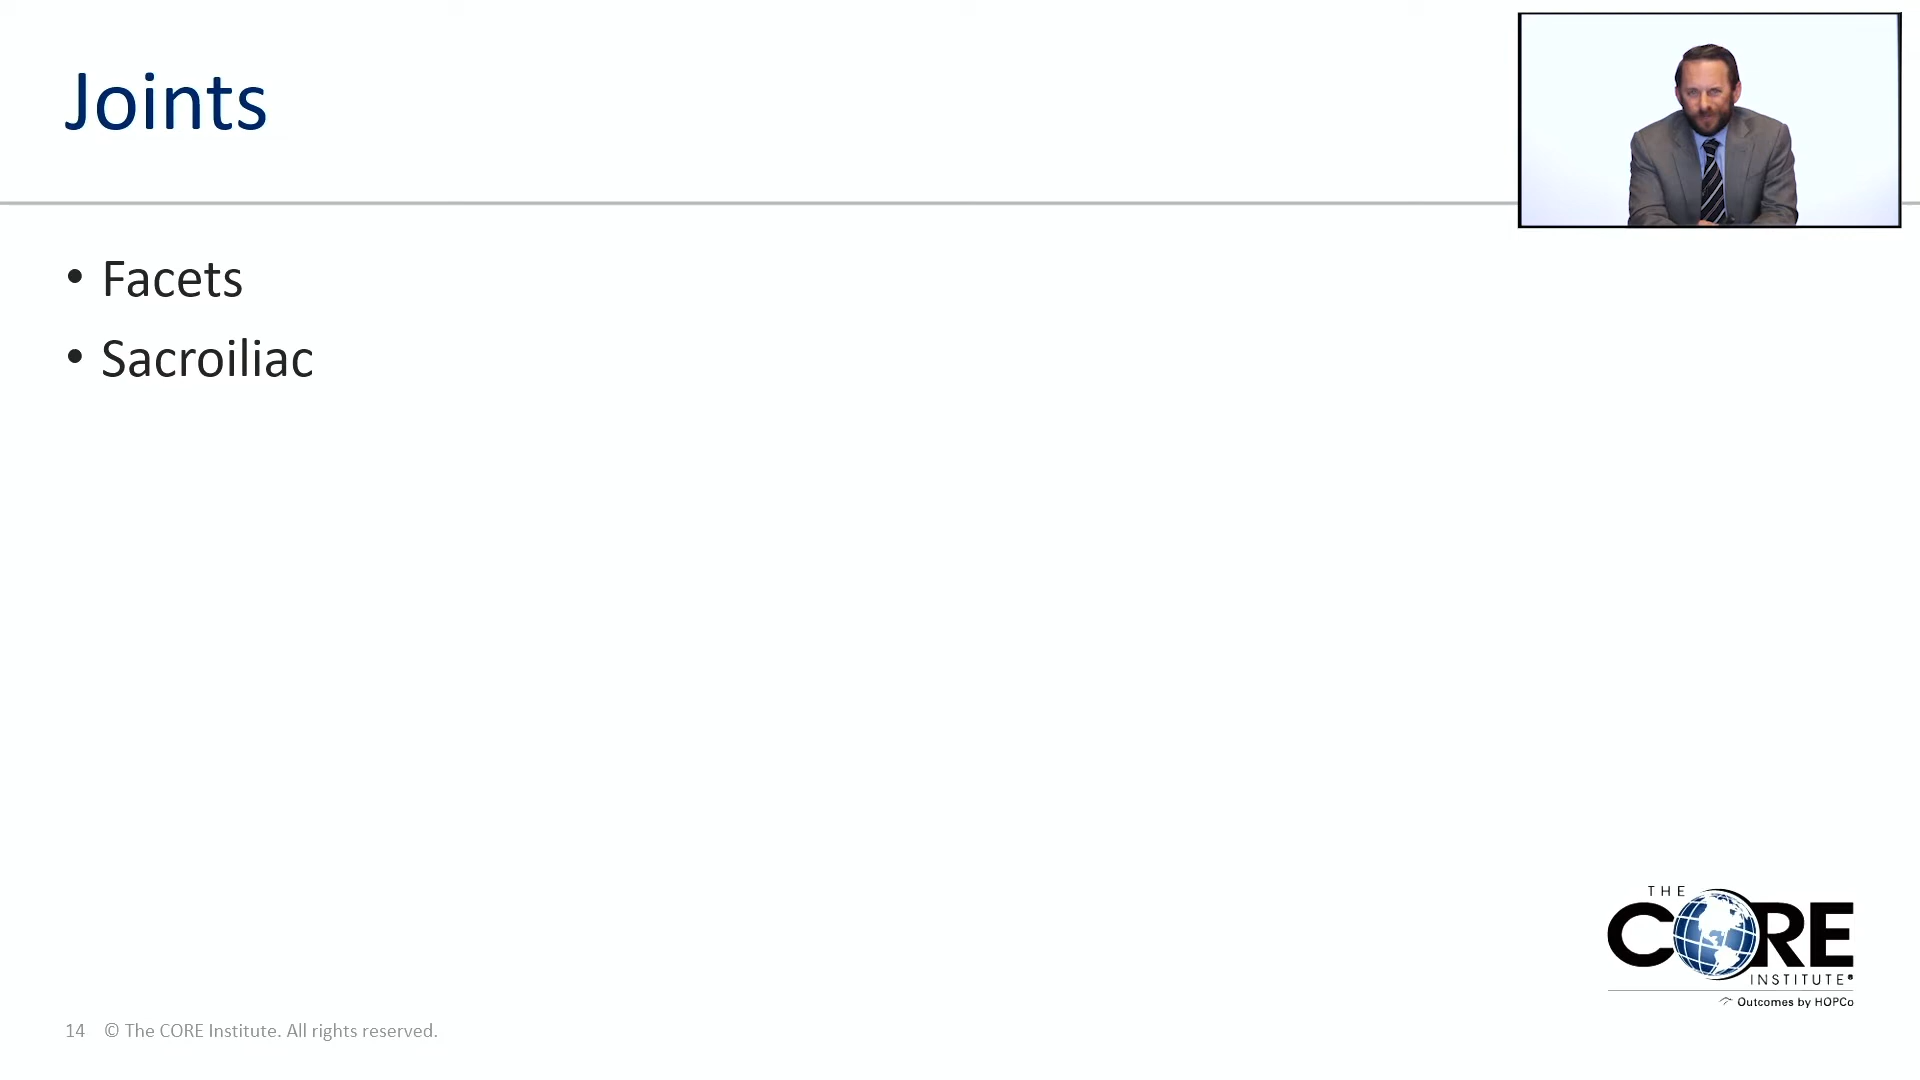 Joints
• Facets
• Sacroiliac
THE
CORE
INSTITUTE®
Outcomes by HOPCo
14 © The CORE Institute. All rights reserved.